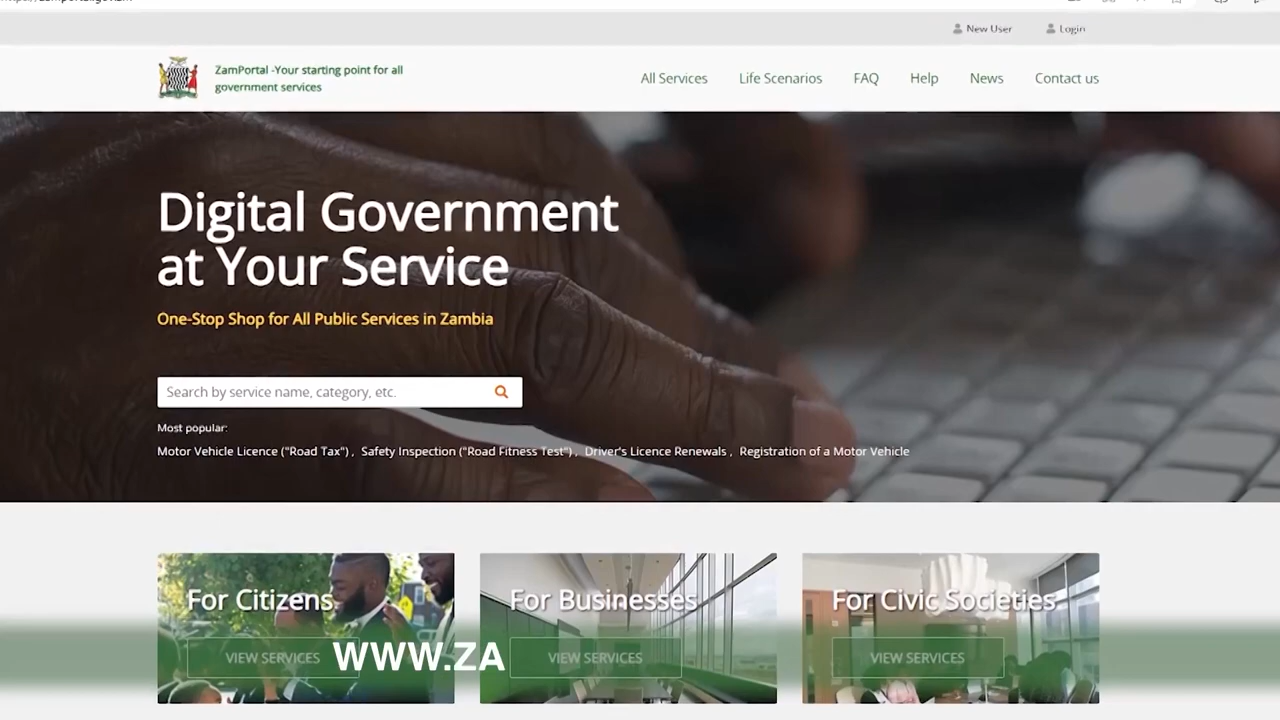 New User
Login
ZamPortal -Your starting point for all
government services
All Services
Life Scenarios
FAQ
Help
News
Contact us
Digital Government
at Your Service
One-Stop Shop for All Public Services in Zambia
Search by service name, category, etc.
Most popular:
Motor Vehicle Licence ("Road Tax") , Safety Inspection ("Road Fitness Test") , Driver's Licence Renewals , Registration of a Motor Vehicle
For Citizens
For Businesses
For Civic Societies
VIEW SERVICES
WWW.ZA
VIEW SERVICES
VIEW SERVICES